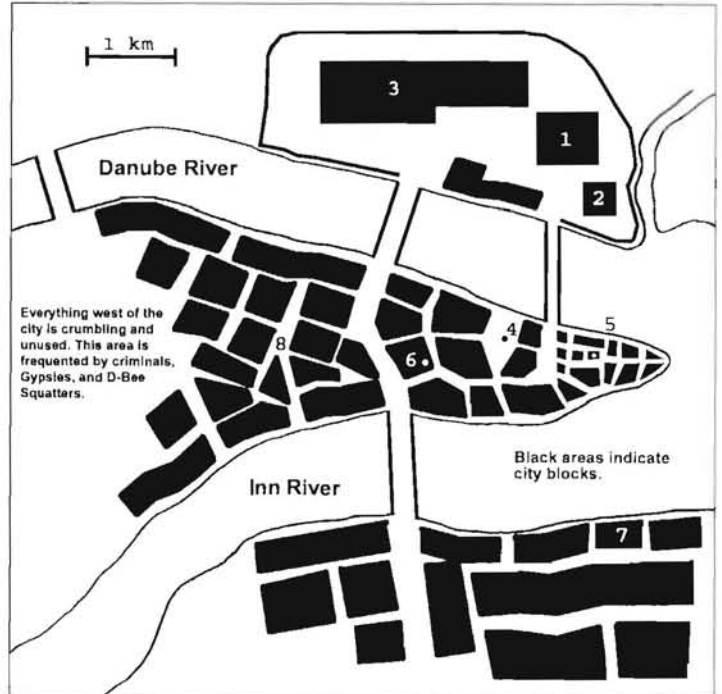 1 km
3
1
2
Danube River
Everything west of the
city is crumbling and
unused. This area is
frequented by criminals,
Gypsies, and D-Bee
Squatters.
8
4
5
6
Black areas indicate
city blocks.
Inn River
7